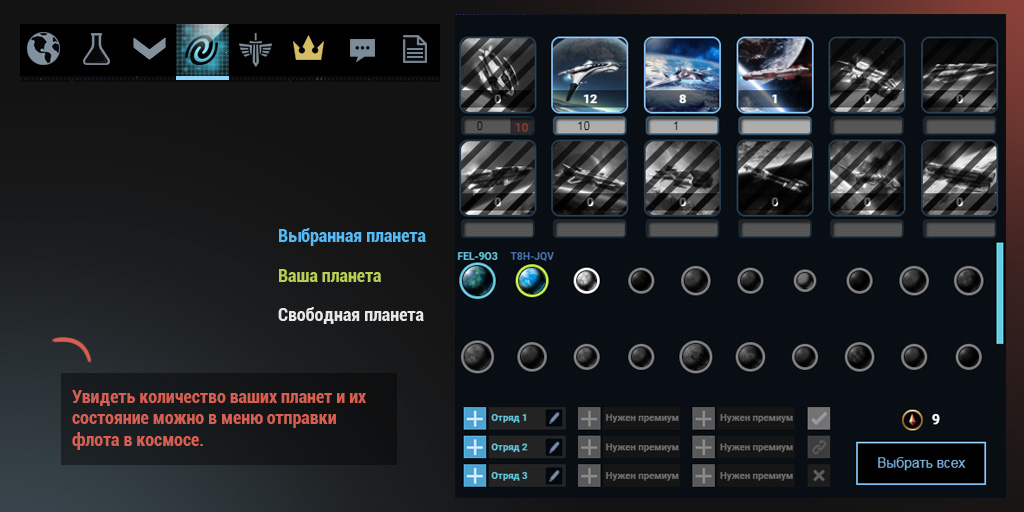 0
12
8
1
0
0
0 10
10
1
0
0
0
0
0
0
Выбранная планета
Ваша планета
Свободная планета
FEL-9O3
T8H-JQV
Увидеть количество ваших планет и их
состояние можно в меню отправки
флота в космосе.
Отряд 1
Нужен премиум
Нужен премиум
Отряд 2
Нужен премиум
Нужен премиум
Отряд 3
Нужен премиум
Нужен премиум
9
Выбрать всех